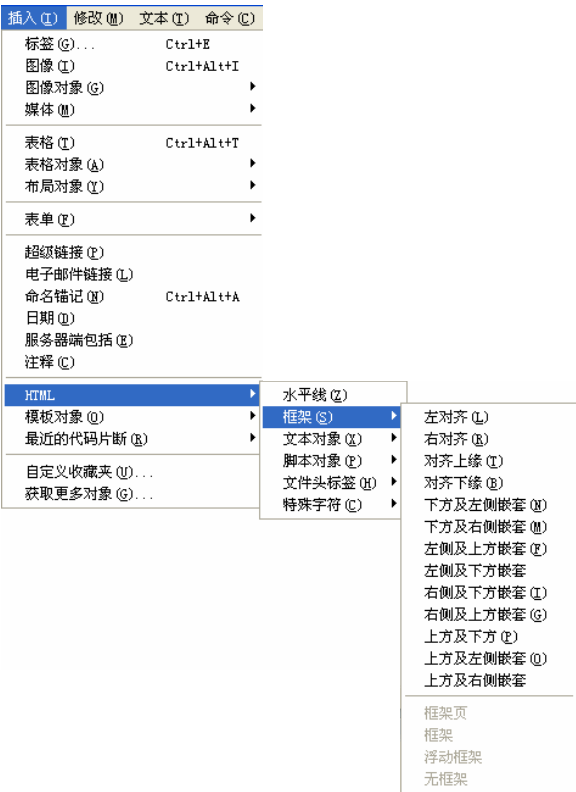 插入(I) 修改(M) 文本(T) 命令(C)
标签(G)... Ctrl+E
图像(I) Ctrl+Alt+I
图像对象(G)
媒体(M)
表格(T) Ctrl+Alt+T
表格对象(A)
布局对象(Y)
表单(F)
超级链接(P)
电子邮件链接(L)
命名锚记(N) Ctrl+Alt+A
日期(D)
服务器端包括(E)
注释(C)
HTML
模板对象(O)
最近的代码片断(R)
自定义收藏夹(U)...
获取更多对象(G)...
水平线(Z)
框架(S)
文本对象(X)
脚本对象(P)
文件头标签(H)
特殊字符(C)
左对齐(L)
右对齐(R)
对齐上缘(T)
对齐下缘(B)
下方及左侧嵌套(N)
下方及右侧嵌套(M)
左侧及上方嵌套(F)
左侧及下方嵌套
右侧及下方嵌套(I)
右侧及上方嵌套(G)
上方及下方(P)
上方及左侧嵌套(O)
上方及右侧嵌套
框架页
框架
浮动框架
无框架